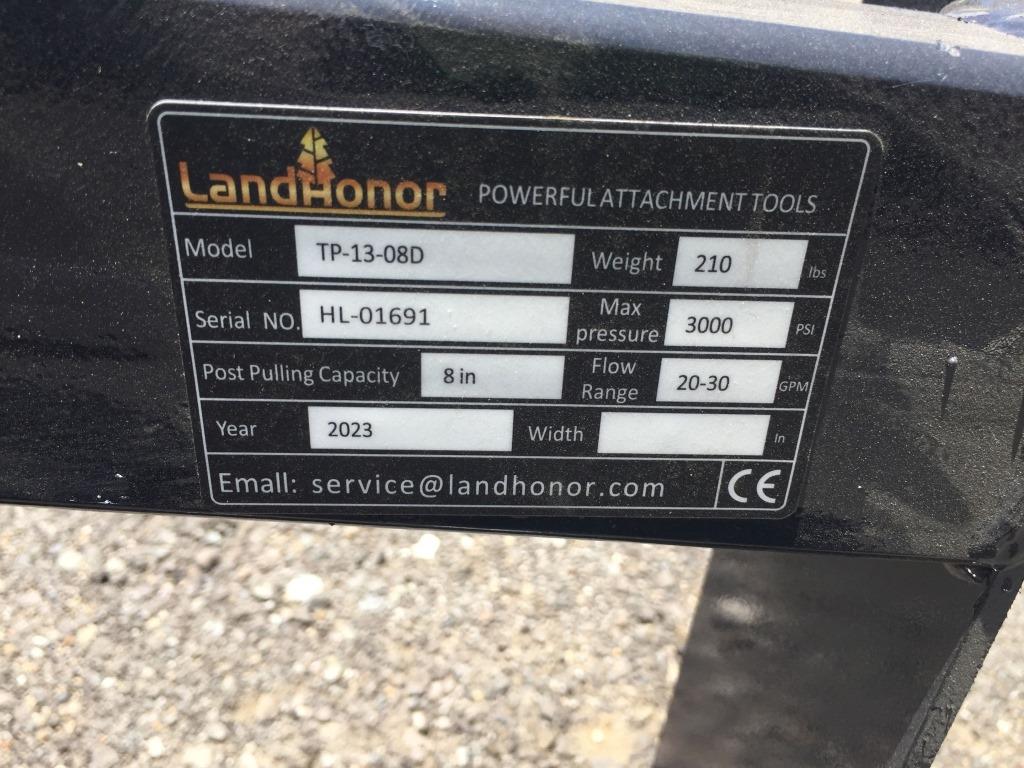 LandHonor POWERFUL ATTACHMENT TOOLS
Model TP-13-08D Weight 210 lbs
Serial NO. HL-01691 Max pressure 3000 PSI
Post Pulling Capacity 8 in Flow Range 20-30 GPM
Year 2023 Width In
Emall: service@landhonor.com CE